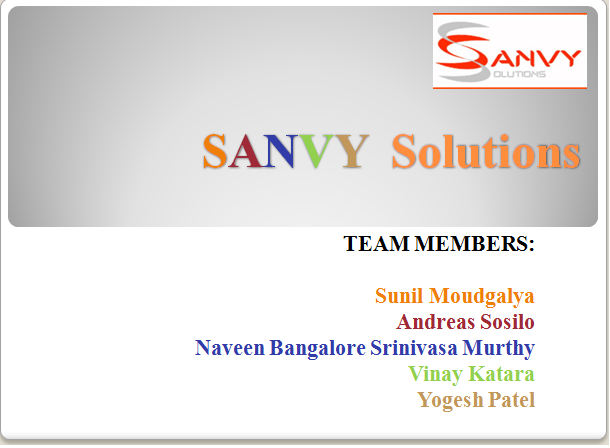 SANVY
SOLUTIONS
SANVY Solutions
TEAM MEMBERS:
Sunil Moudgalya
Andreas Sosilo
Naveen Bangalore Srinivasa Murthy
Vinay Katara
Yogesh Patel